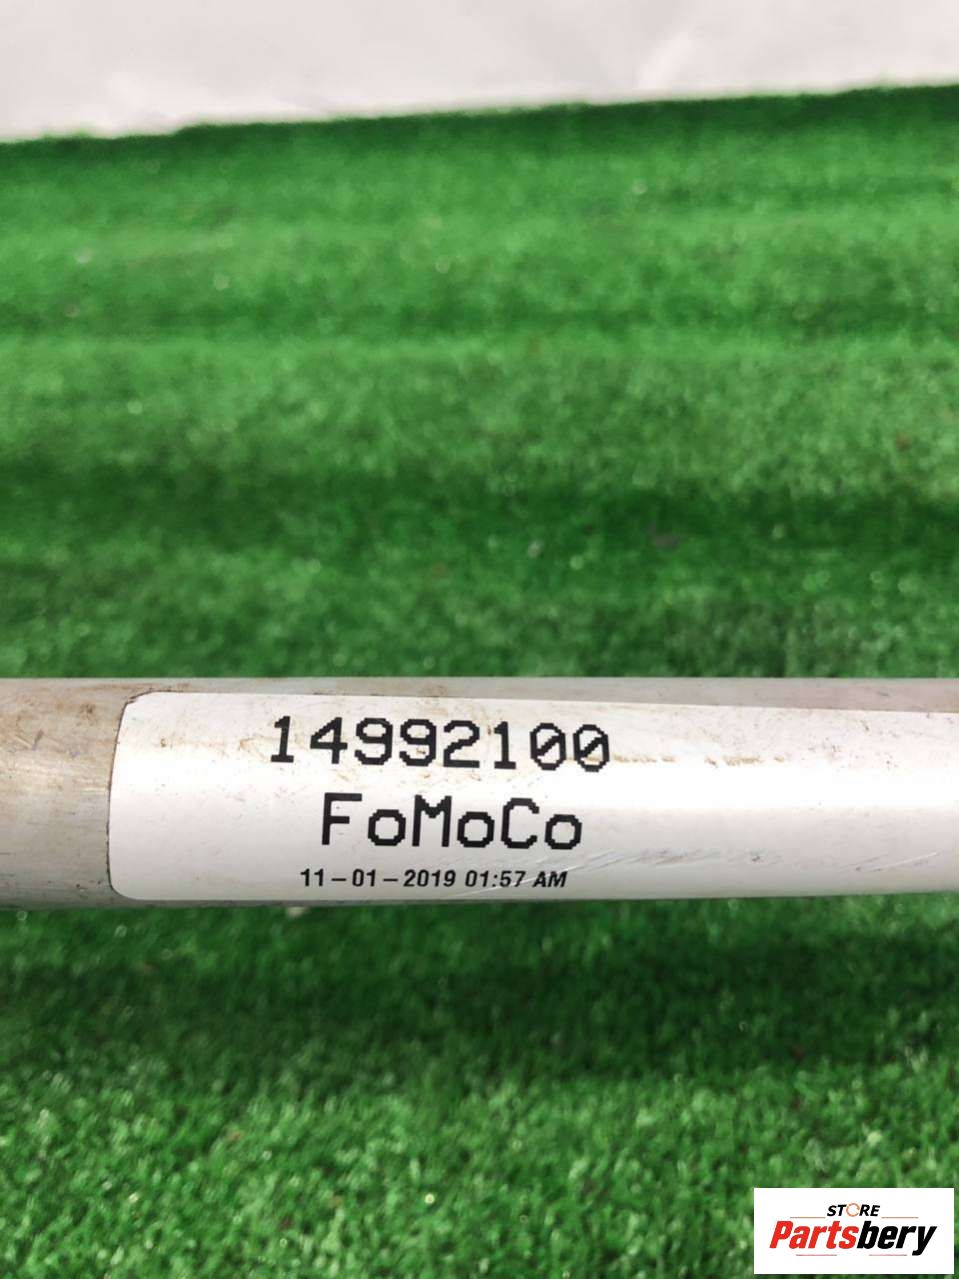 14992100
FoMoCo
11-01-2019 01:57 AM
STORE
Partsbery